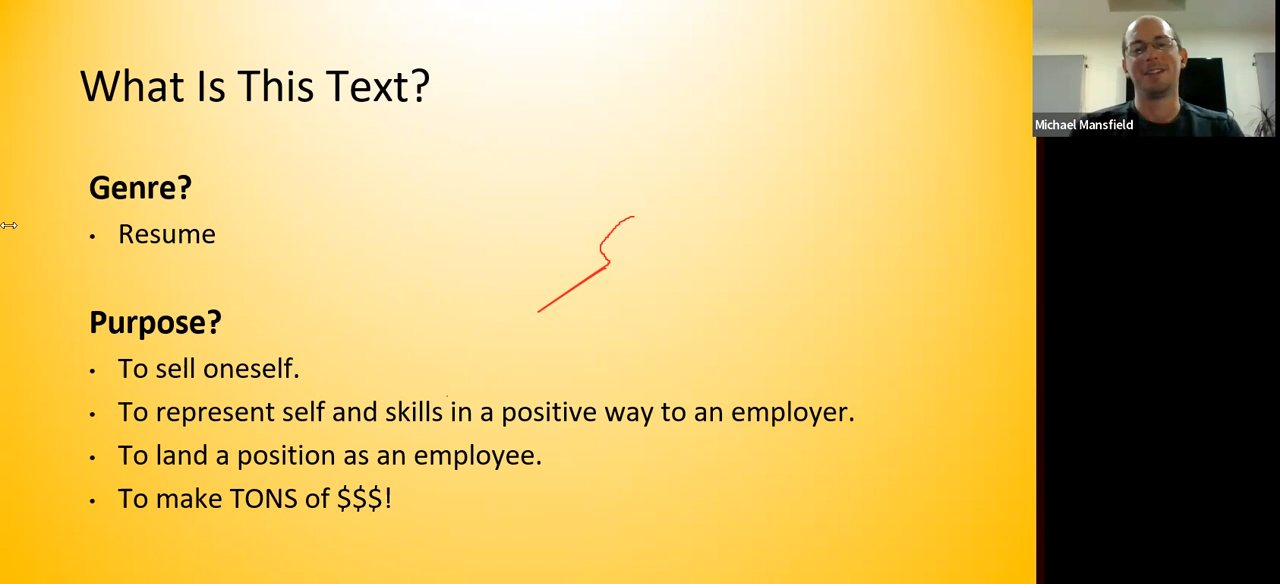 What Is This Text?
Genre?
• Resume
Purpose?
• To sell oneself.
• To represent self and skills in a positive way to an employer.
• To land a position as an employee.
• To make TONS of $$$!
Michael Mansfield